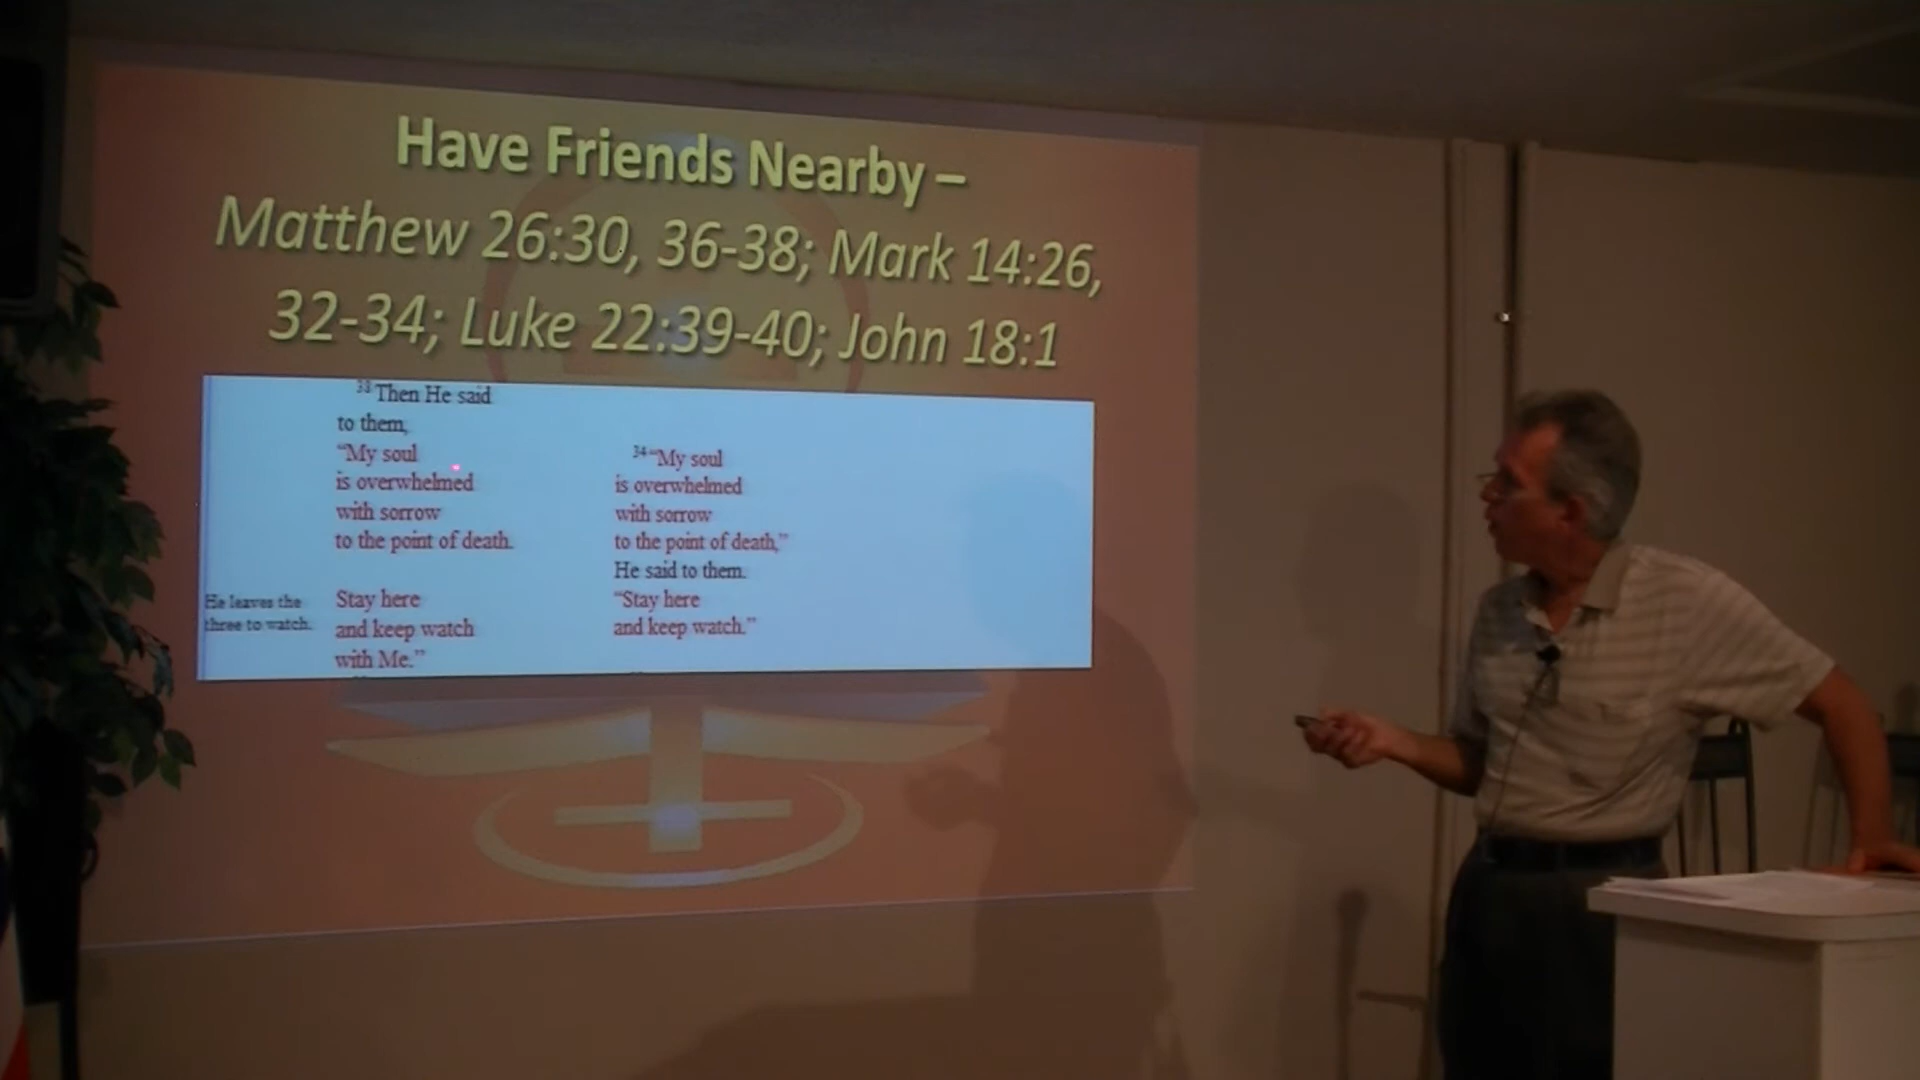 Have Friends Nearby –
Matthew 26:30, 36-38; Mark 14:26,
32-34; Luke 22:39-40; John 18:1
38 Then He said
to them,
“My soul
is overwhelmed
with sorrow
to the point of death.
Stay here
and keep watch
with Me.”
He leaves the
three to watch.
34 “My soul
is overwhelmed
with sorrow
to the point of death,”
He said to them.
“Stay here
and keep watch.”